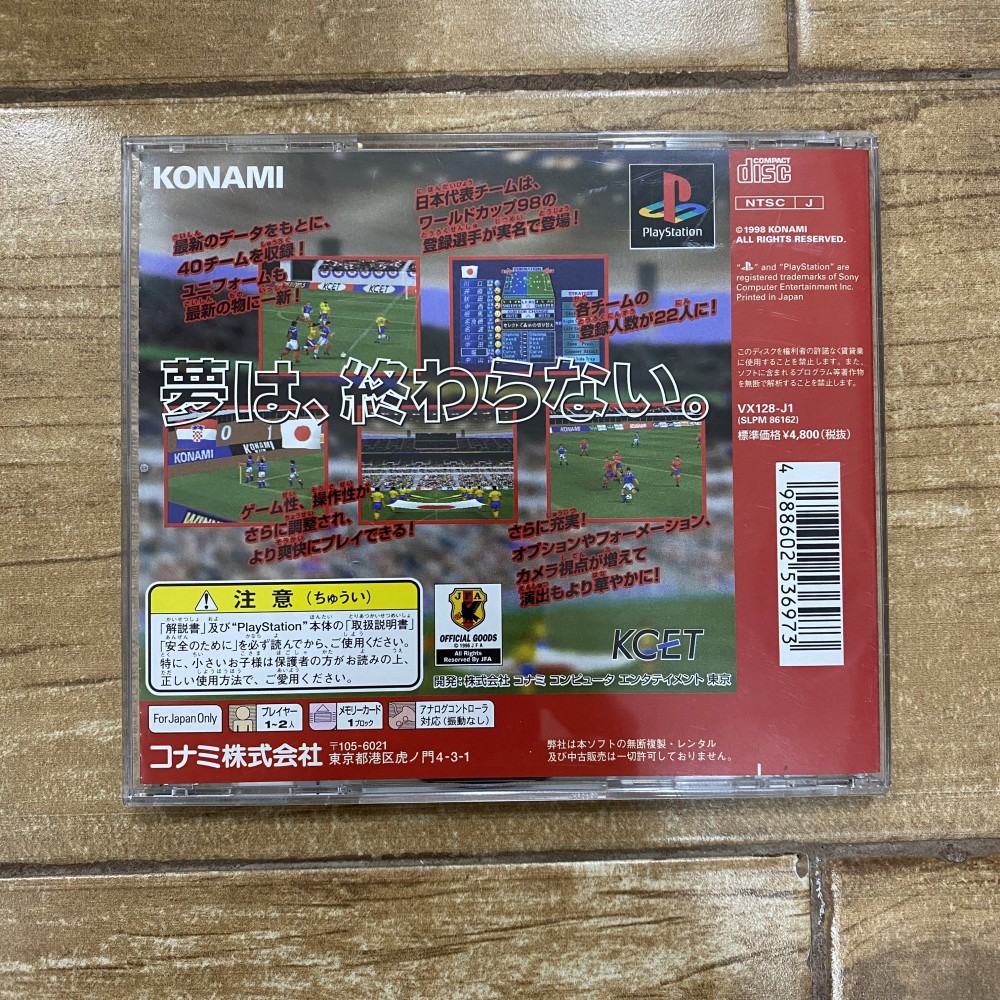 KONAMI
最新のデータをもとに、
40チームを収録!
ユニフォームも
最新の物に一新!
日本代表チームは、
ワールドカップ98の
登録選手が実名で登場!
PlayStation
KCET
各チームの
登録人数が22人に!
夢は、終わらない。
0 1
KONAMI
ゲーム性、操作性が
さらに調整され、
より爽快にプレイできる!
さらに充実!
オプションやフォーメーション、
カメラ視点が増えて
演出もより華やかに!
注意(ちゅうい)
「解説書」及び"PlayStation"本体の「取扱説明書」
「安全のために」を必ず読んでから、ご使用ください。
特に、小さいお子様は保護者の方がお読みの上、
正しい使用方法で、ご愛用ください。
JFA
OFFICIAL GOODS
© 1996 J F A
All Rights
Reserved By JFA
KCET
開発:株式会社 コナミ コンピュータ エンタテイメント 東京
For Japan Only
プレイヤー
1~2人
メモリーカード
1ブロック
アナログコントローラ
対応(振動なし)
コナミ株式会社
〒105-6021
東京都港区虎ノ門4-3-1
弊社は本ソフトの無断複製・レンタル
及び中古販売は一切許可しておりません。
COMPACT
disc
NTSC J
©1998 KONAMI
ALL RIGHTS RESERVED.
" " and "PlayStation" are
registered trademarks of Sony
Computer Entertainment Inc.
Printed in Japan
このディスクを権利者の許諾なく賃貸業
に使用することを禁止します。また、
ソフトに含まれるプログラム等著作物
を無断で解析することを禁止します。
VX128-J1
(SLPM 86162)
標準価格 ¥4,800(税抜)
4 988602 536973